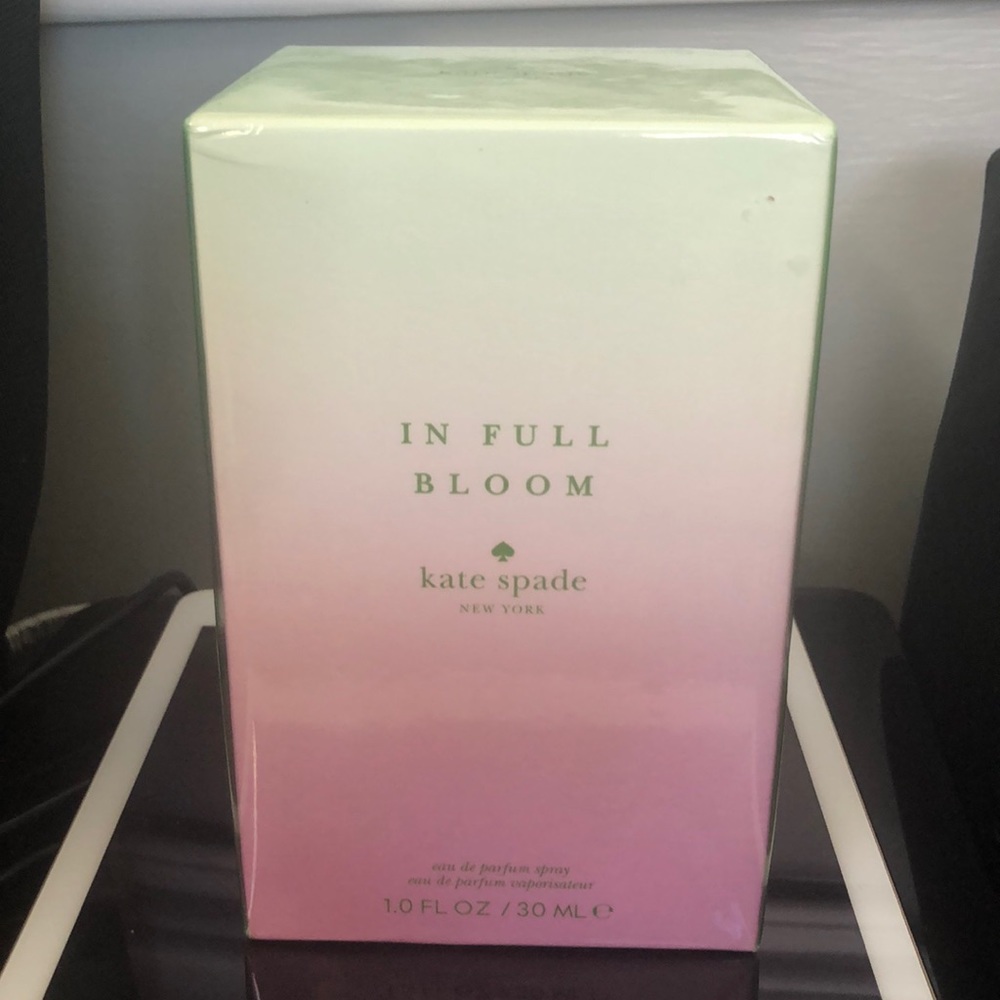 IN FULL
BLOOM
kate spade
NEW YORK
eau de parfum spray
eau de parfum vaporisateur
1.0 FL OZ / 30 ML ℮